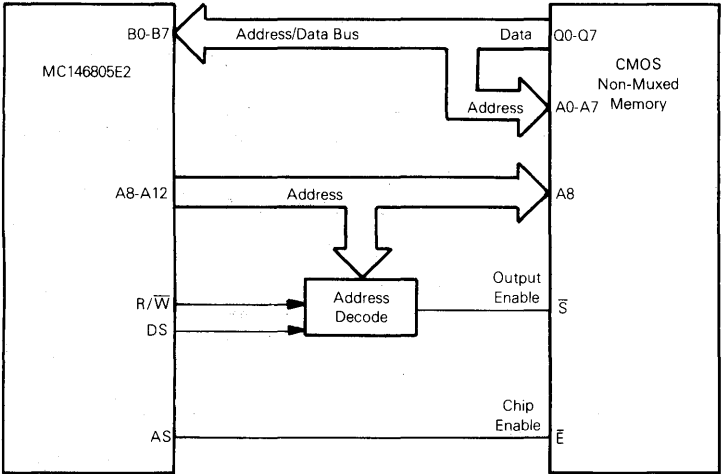 B0-B7
Address/Data Bus
Data
Q0-Q7
MC146805E2
CMOS
Non-Muxed
Memory
Address
A0-A7
A8-A12
Address
A8
R/W̅
DS
Address
Decode
Output
Enable
S̅
AS
Chip
Enable
E̅